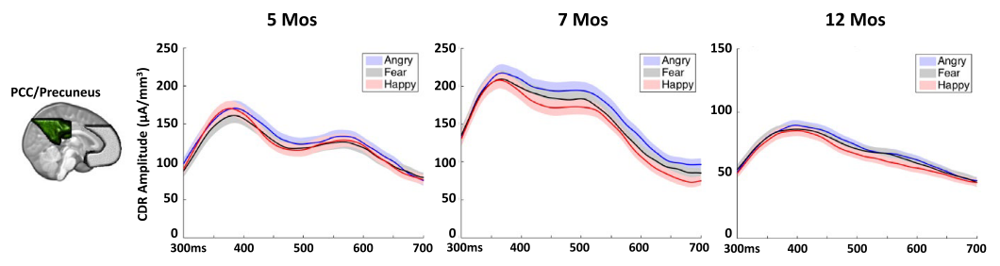 5 Mos
7 Mos
12 Mos
PCC/Precuneus
CDR Amplitude (μA/mm³)
250
200
150
100
50
0
300ms 400 500 600 700
Angry
Fear
Happy
250
200
150
100
50
0
300ms 400 500 600 700
Angry
Fear
Happy
150
100
50
0
300ms 400 500 600 700
Angry
Fear
Happy